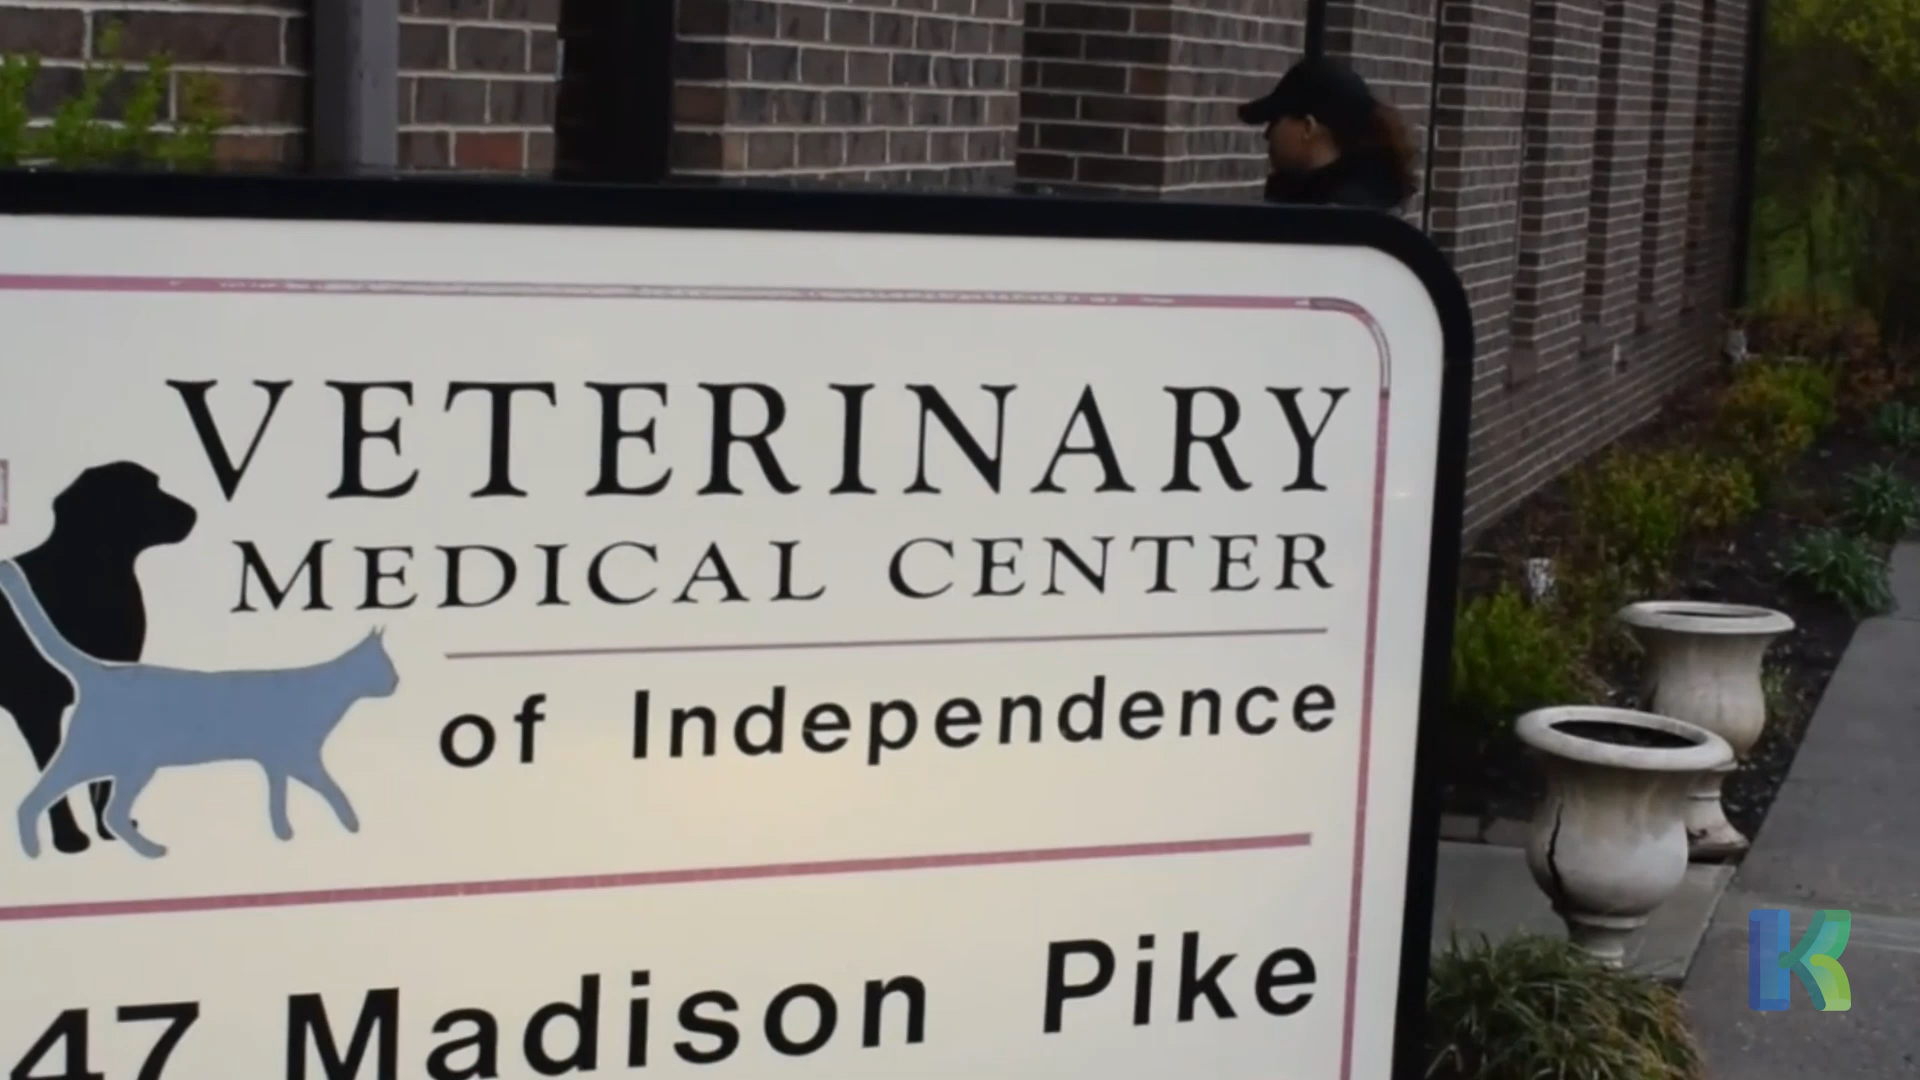 VETERINARY
MEDICAL CENTER
of Independence
47 Madison Pike
K